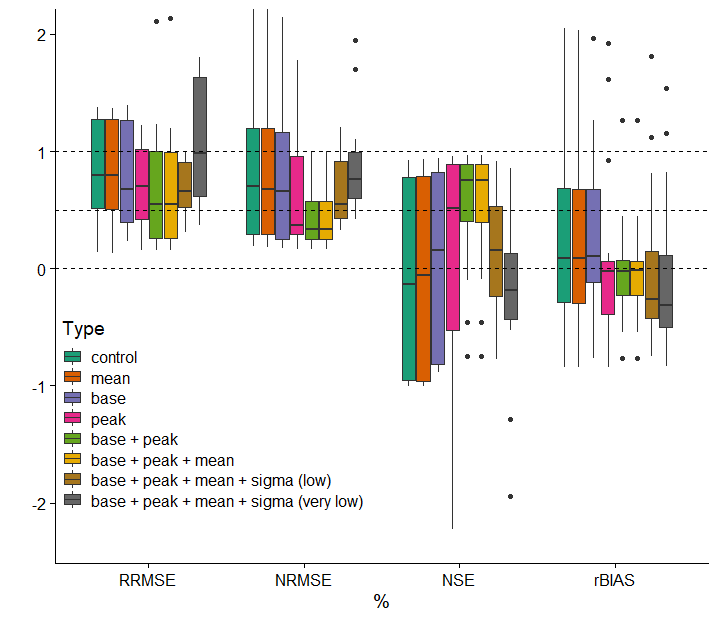 2
1
0
-1
-2
Type
control
mean
base
peak
base + peak
base + peak + mean
base + peak + mean + sigma (low)
base + peak + mean + sigma (very low)
RRMSE NRMSE NSE rBIAS
%